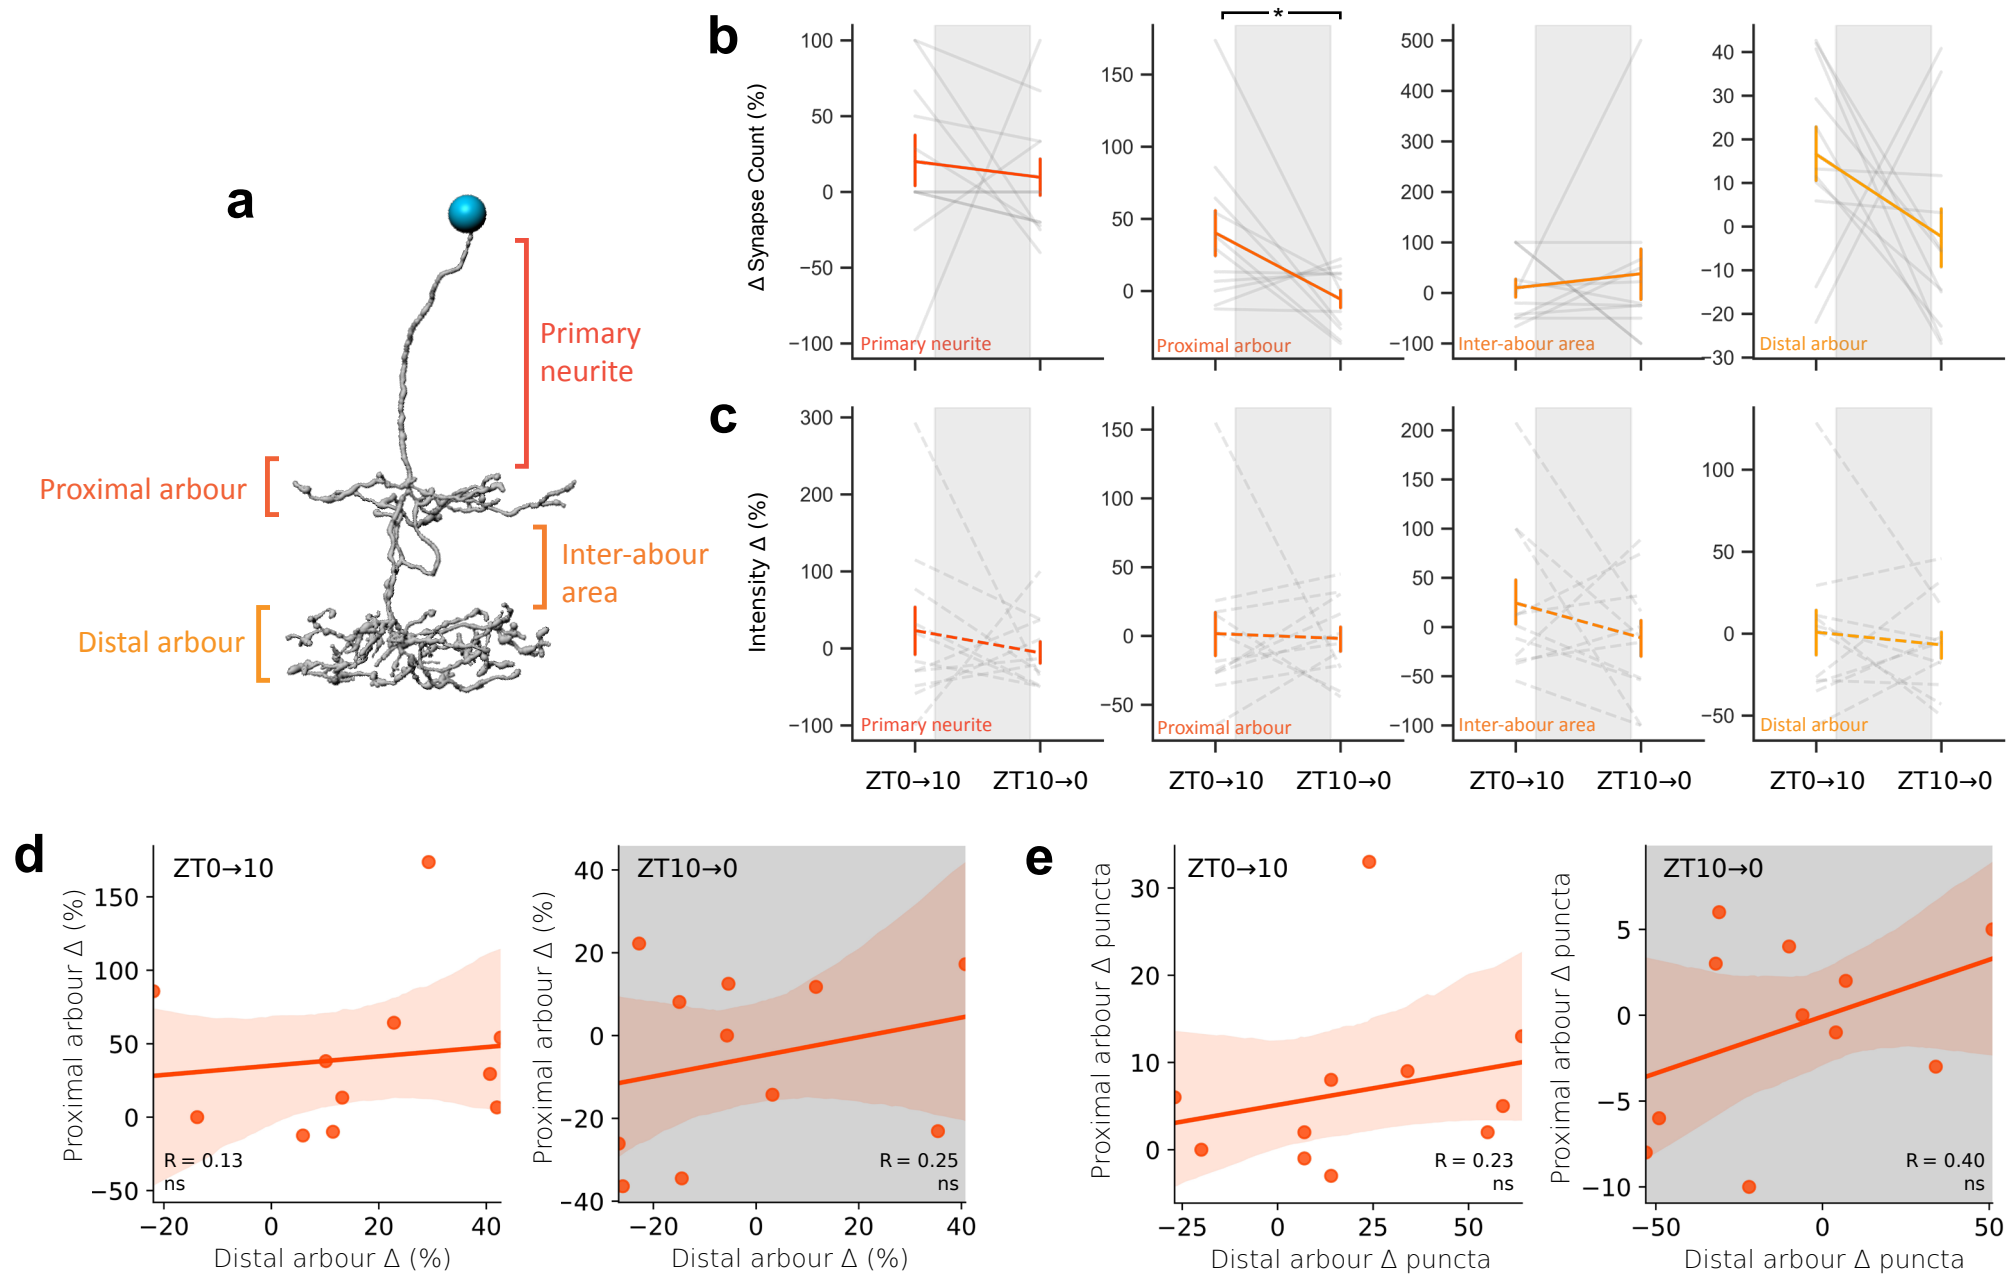 a
Primary
neurite
Proximal arbour
Inter-abour
area
Distal arbour
b
*
Δ Synapse Count (%)
100
50
0
−50
−100
Primary neurite
150
100
50
0
Proximal arbour
500
400
300
200
100
0
−100
Inter-abour area
40
30
20
10
0
−10
−20
−30
Distal arbour
c
Intensity Δ (%)
300
200
100
0
−100
Primary neurite
ZT0→10 ZT10→0
150
100
50
0
−50
Proximal arbour
ZT0→10 ZT10→0
200
150
100
50
0
−50
−100
Inter-abour area
ZT0→10 ZT10→0
100
50
0
−50
Distal arbour
ZT0→10 ZT10→0
d
Proximal arbour Δ (%)
ZT0→10
150
100
50
0
−50
R = 0.13
ns
−20 0 20 40
Distal arbour Δ (%)
Proximal arbour Δ (%)
ZT10→0
40
20
0
−20
−40
R = 0.25
ns
−20 0 20 40
Distal arbour Δ (%)
e
Proximal arbour Δ puncta
ZT0→10
30
20
10
0
R = 0.23
ns
−25 0 25 50
Distal arbour Δ puncta
Proximal arbour Δ puncta
ZT10→0
5
0
−5
−10
R = 0.40
ns
−50 0 50
Distal arbour Δ puncta